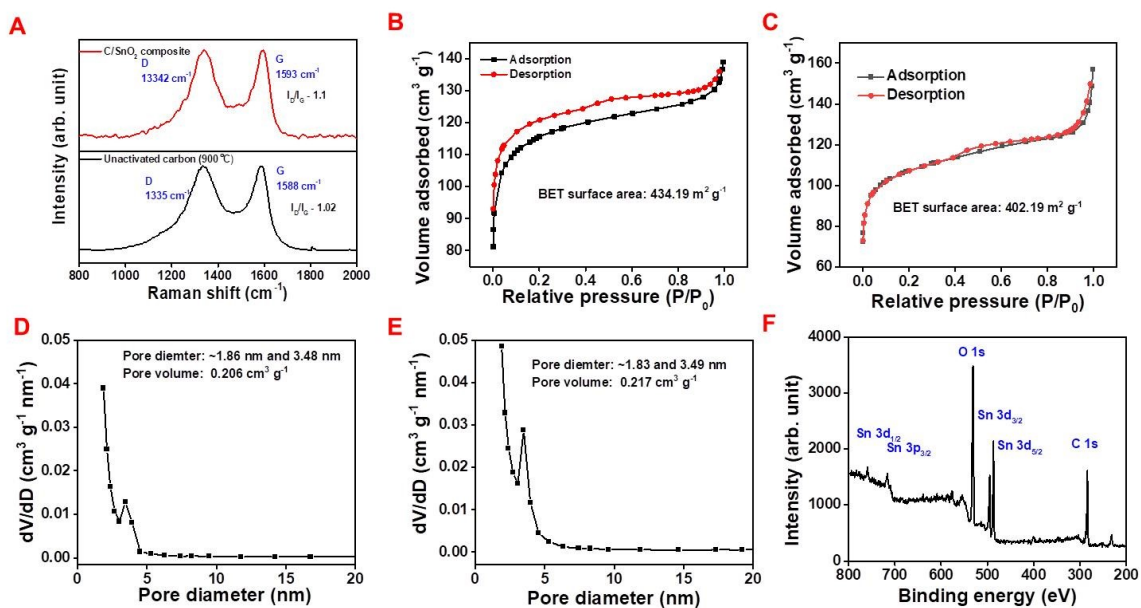 A
C/SnO₂ composite
D
13342 cm⁻¹
G
1593 cm⁻¹
I_D/I_G - 1.1
Unactivated carbon (900°C)
D
1335 cm⁻¹
G
1588 cm⁻¹
I_D/I_G - 1.02
Intensity (arb. unit)
800 1000 1200 1400 1600 1800 2000
Raman shift (cm⁻¹)
B
Adsorption
Desorption
BET surface area: 434.19 m² g⁻¹
Volume adsorbed (cm³ g⁻¹)
140
130
120
110
100
90
80
0.0 0.2 0.4 0.6 0.8 1.0
Relative pressure (P/P₀)
C
Adsorption
Desorption
BET surface area: 402.19 m² g⁻¹
Volume adsorbed (cm³ g⁻¹)
180
160
140
120
100
80
60
0.0 0.2 0.4 0.6 0.8 1.0
Relative pressure (P/P₀)
D
Pore diemter: ~1.86 nm and 3.48 nm
Pore volume: 0.206 cm³ g⁻¹
dV/dD (cm³ g⁻¹ nm⁻¹)
0.05
0.04
0.03
0.02
0.01
0.00
0 5 10 15 20
Pore diameter (nm)
E
Pore diemter: ~1.83 and 3.49 nm
Pore volume: 0.217 cm³ g⁻¹
dV/dD (cm³ g⁻¹ nm⁻¹)
0.05
0.04
0.03
0.02
0.01
0.00
0 5 10 15 20
Pore diameter (nm)
F
O 1s
Sn 3d₃/₂
Sn 3d₁/₂
Sn 3p₃/₂
Sn 3d₅/₂
C 1s
Intensity (arb. unit)
4000
3000
2000
1000
0
800 700 600 500 400 300 200
Binding energy (eV)